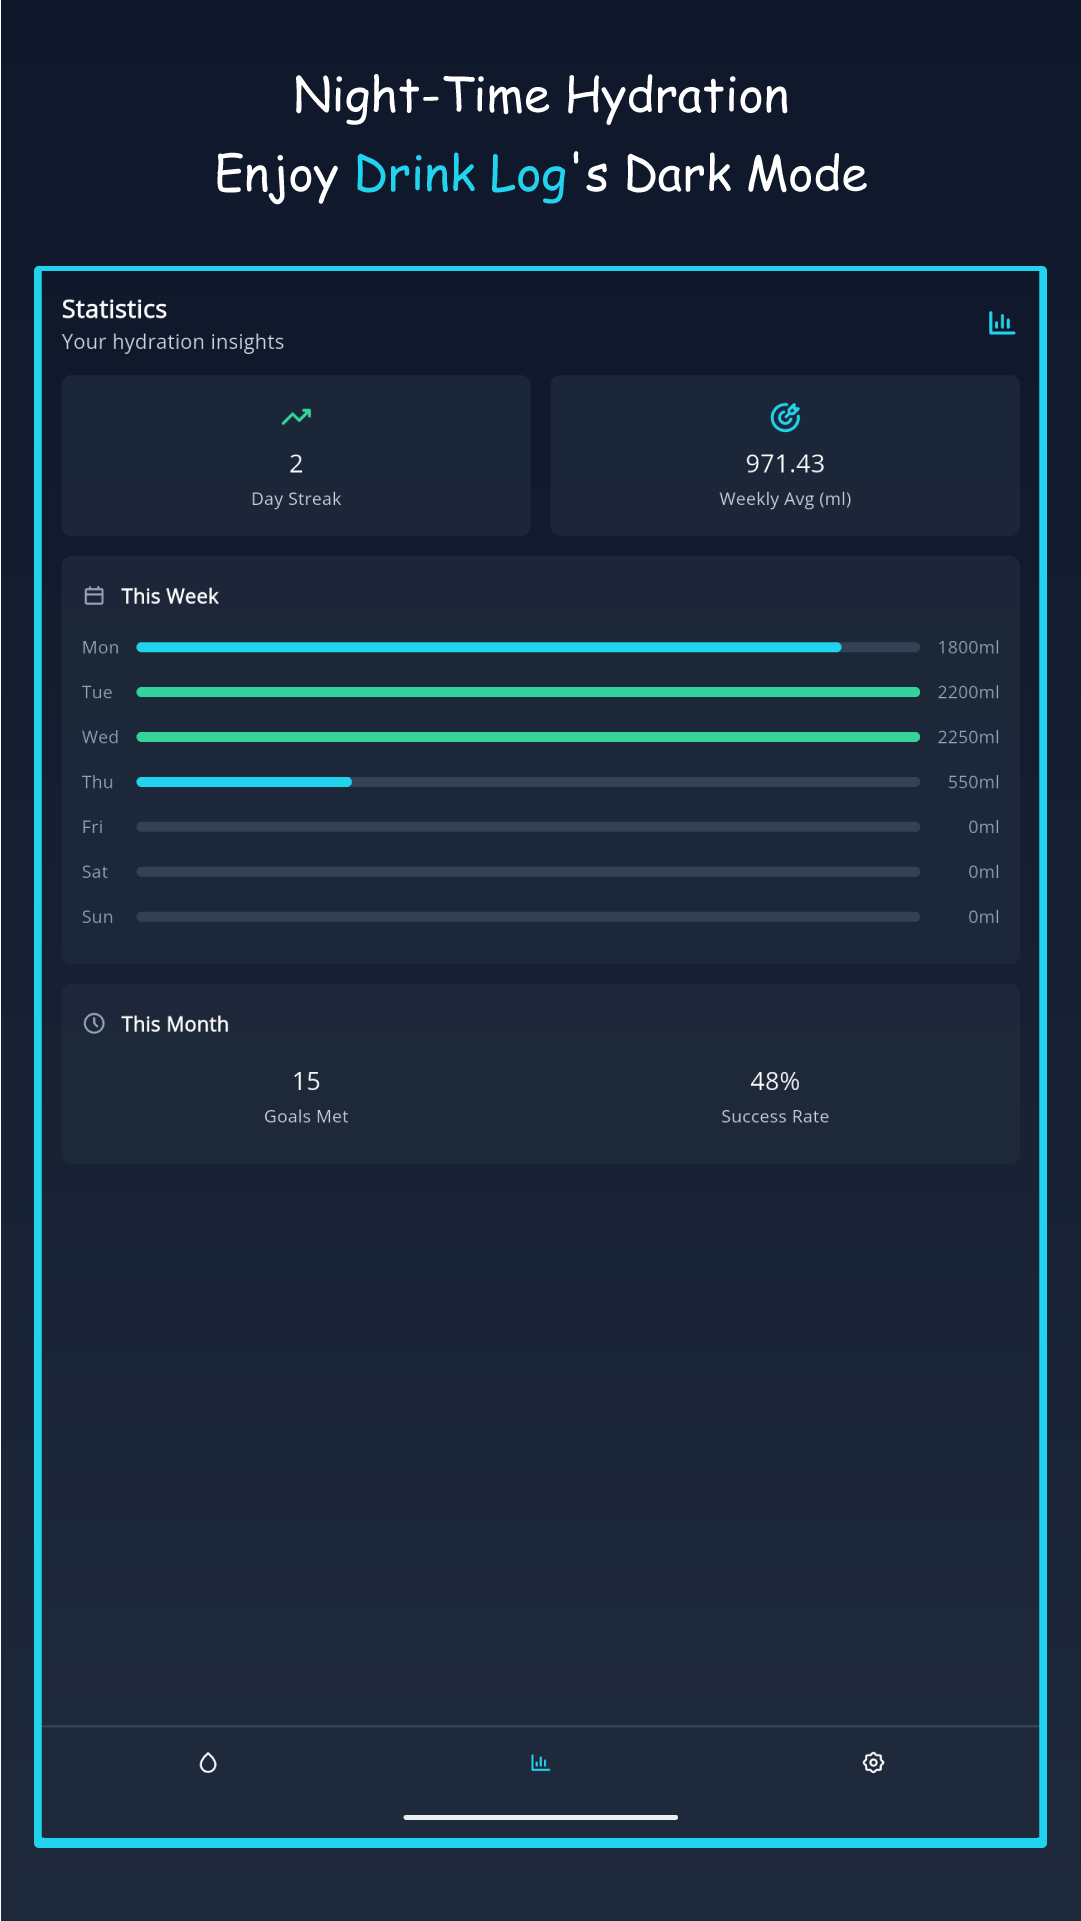 Night-Time Hydration
Enjoy Drink Log's Dark Mode
Statistics
Your hydration insights
2
Day Streak
971.43
Weekly Avg (ml)
This Week
Mon 1800ml
Tue 2200ml
Wed 2250ml
Thu 550ml
Fri 0ml
Sat 0ml
Sun 0ml
This Month
15
Goals Met
48%
Success Rate